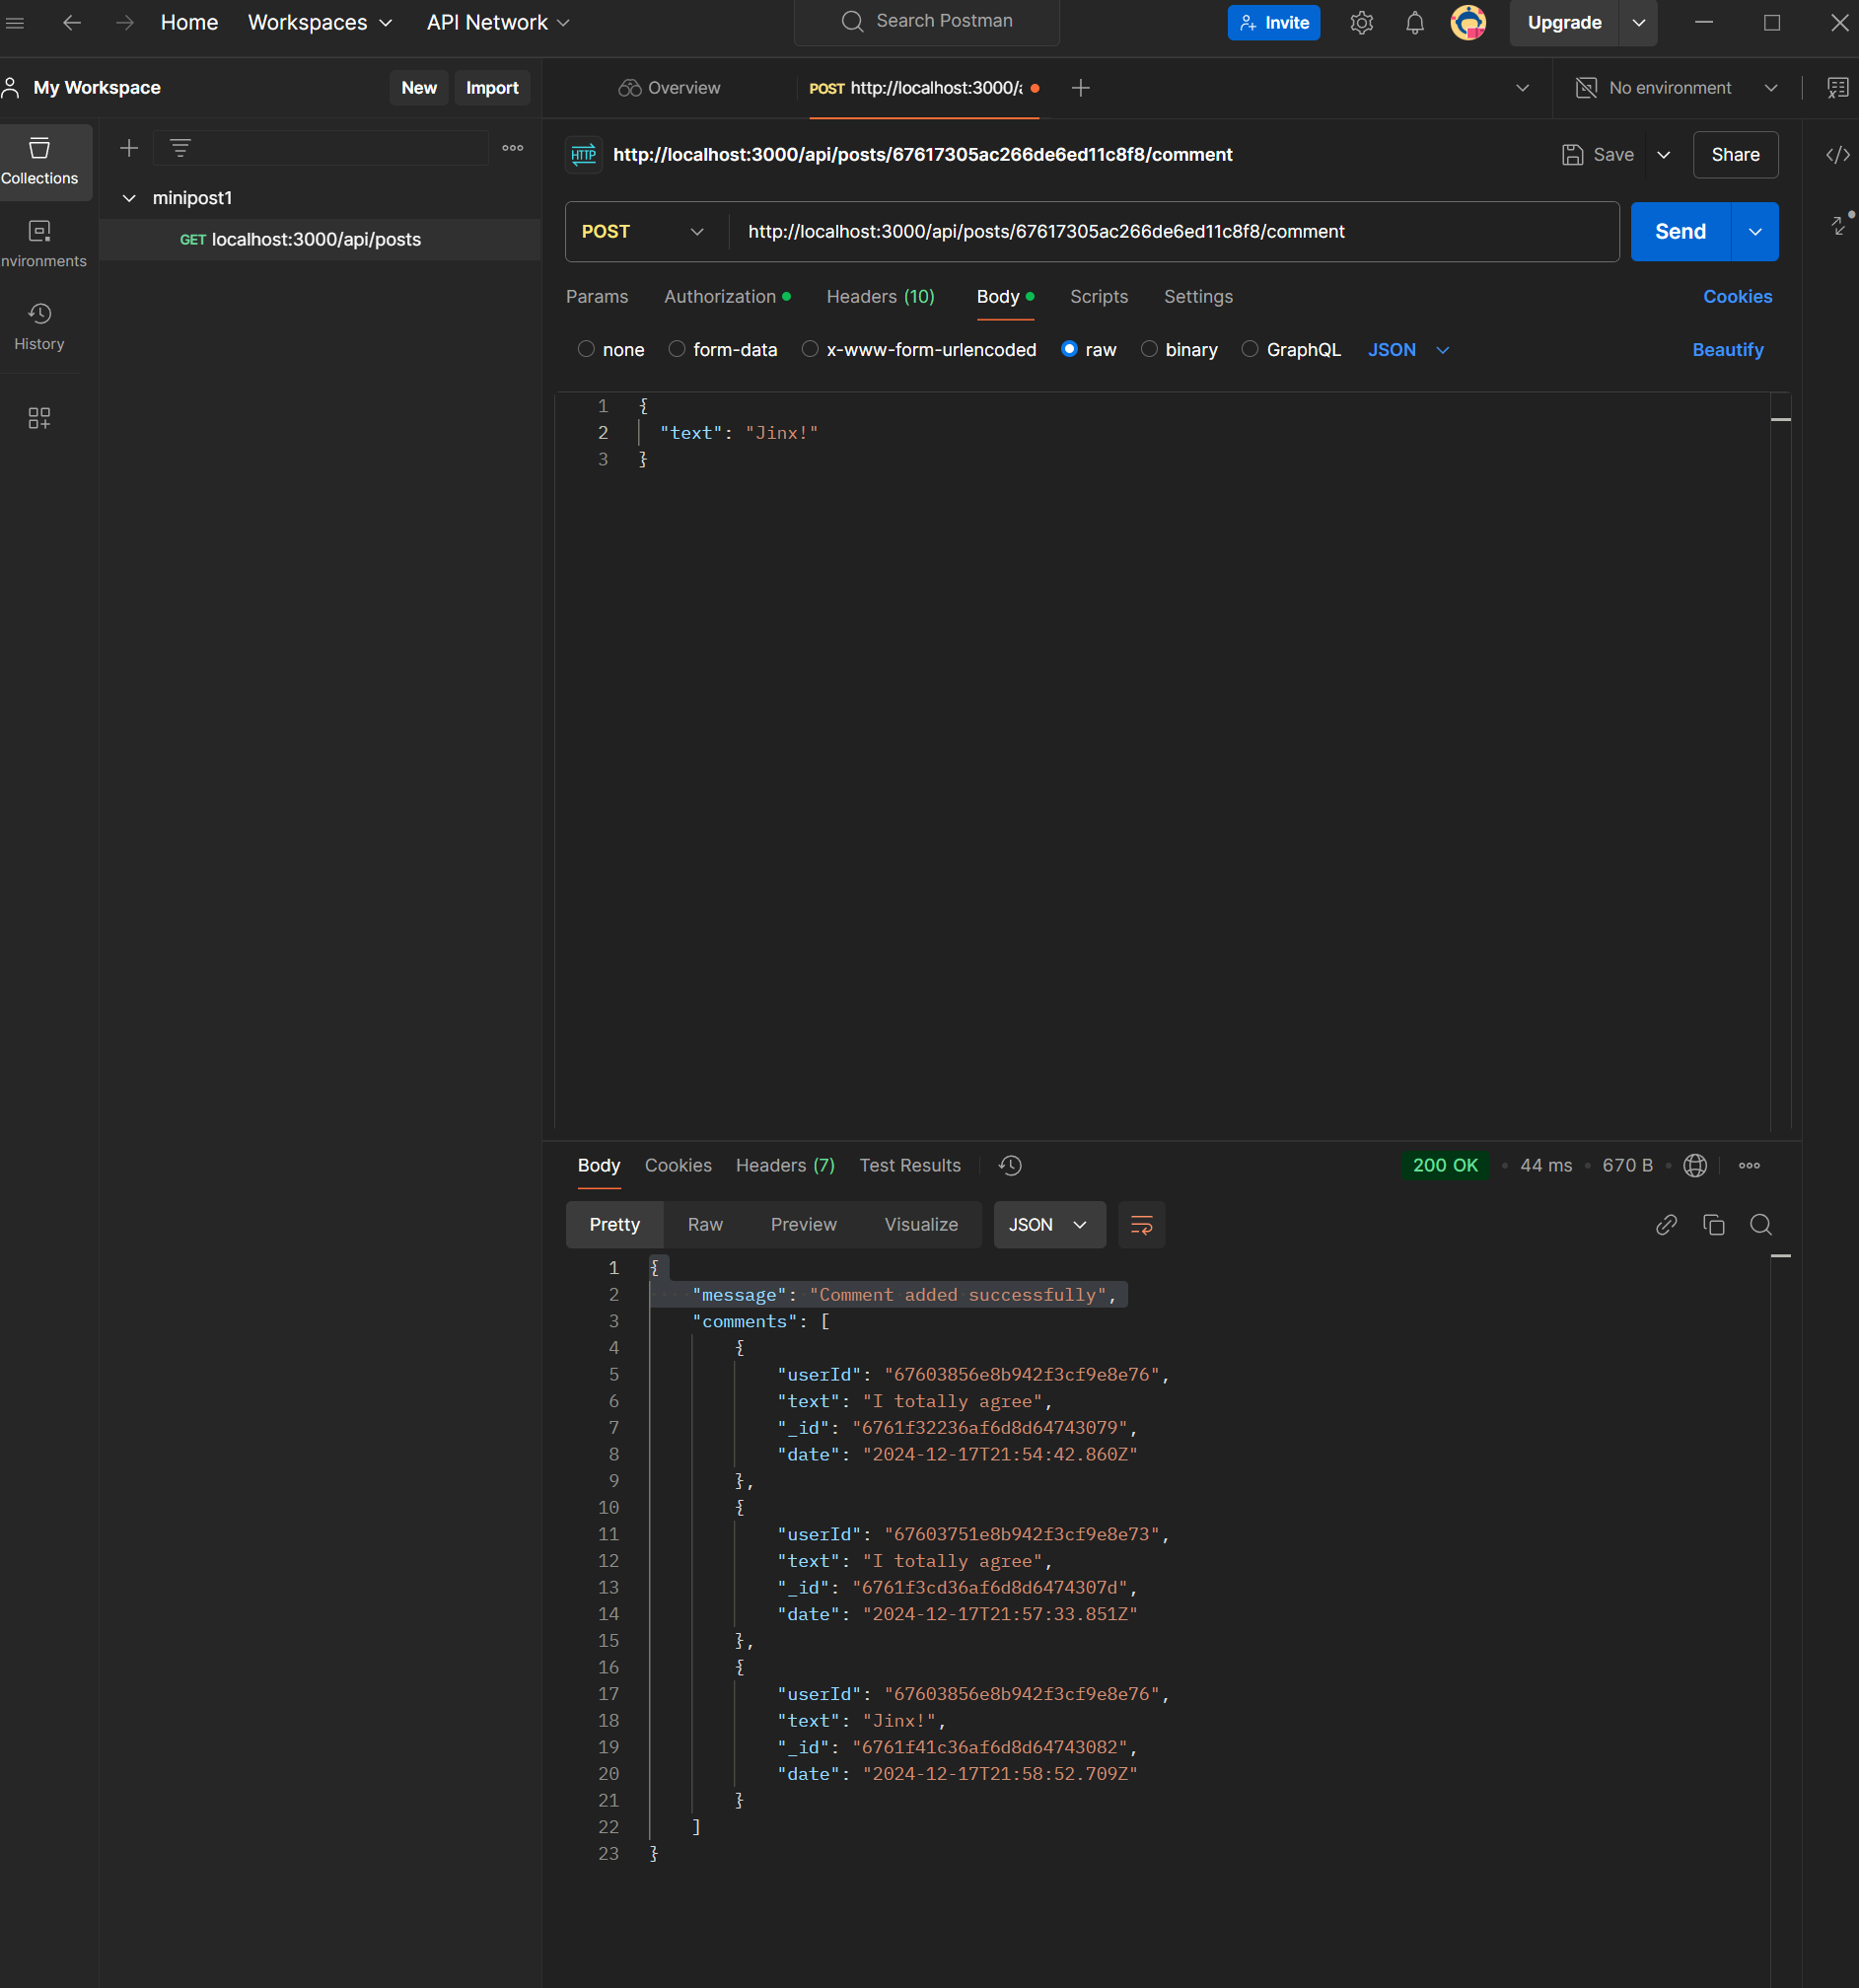 Home Workspaces API Network Search Postman Invite Upgrade
My Workspace New Import Overview POST http://localhost:3000/a No environment
Collections
minipost1
GET localhost:3000/api/posts
nvironments
History
HTTP http://localhost:3000/api/posts/67617305ac266de6ed11c8f8/comment Save Share
POST http://localhost:3000/api/posts/67617305ac266de6ed11c8f8/comment Send
Params Authorization Headers (10) Body Scripts Settings Cookies
none form-data x-www-form-urlencoded raw binary GraphQL JSON Beautify
1 {
2 "text": "Jinx!"
3 }
Body Cookies Headers (7) Test Results 200 OK • 44 ms • 670 B •
Pretty Raw Preview Visualize JSON
1 {
2 "message": "Comment added successfully",
3 "comments": [
4 {
5 "userId": "67603856e8b942f3cf9e8e76",
6 "text": "I totally agree",
7 "_id": "6761f32236af6d8d64743079",
8 "date": "2024-12-17T21:54:42.860Z"
9 },
10 {
11 "userId": "67603751e8b942f3cf9e8e73",
12 "text": "I totally agree",
13 "_id": "6761f3cd36af6d8d6474307d",
14 "date": "2024-12-17T21:57:33.851Z"
15 },
16 {
17 "userId": "67603856e8b942f3cf9e8e76",
18 "text": "Jinx!",
19 "_id": "6761f41c36af6d8d64743082",
20 "date": "2024-12-17T21:58:52.709Z"
21 }
22 ]
23 }